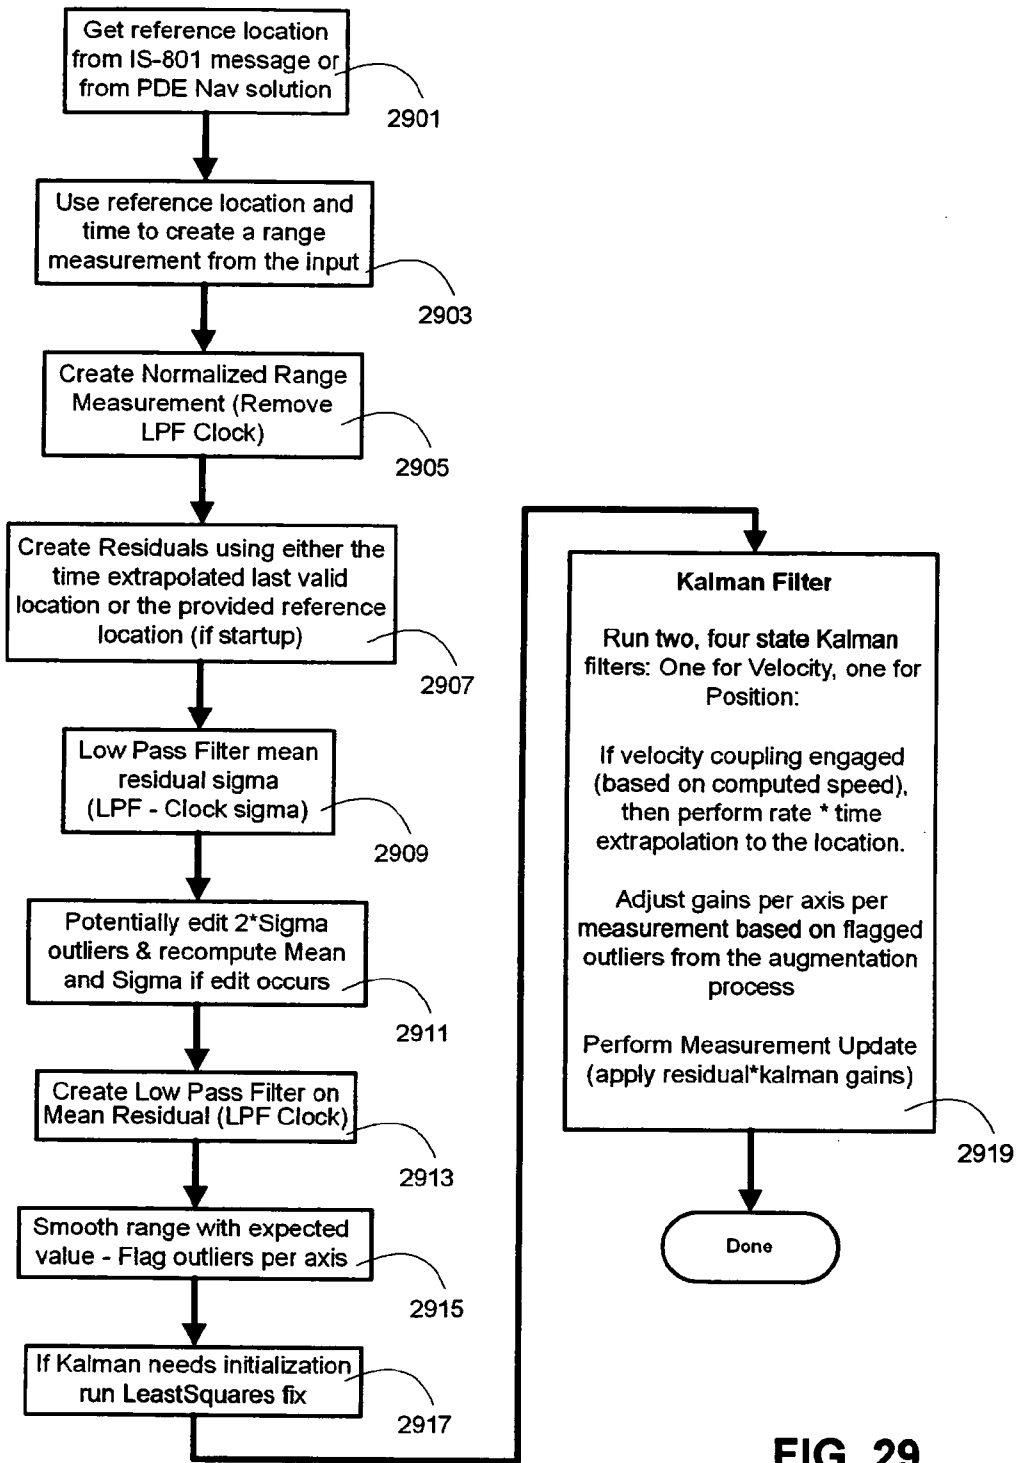 Get reference location
from IS-801 message or
from PDE Nav solution
2901
Use reference location and
time to create a range
measurement from the input
2903
Create Normalized Range
Measurement (Remove
LPF Clock)
2905
Create Residuals using either the
time extrapolated last valid
location or the provided reference
location (if startup)
2907
Low Pass Filter mean
residual sigma
(LPF - Clock sigma)
2909
Potentially edit 2*Sigma
outliers & recompute Mean
and Sigma if edit occurs
2911
Create Low Pass Filter on
Mean Residual (LPF Clock)
2913
Smooth range with expected
value - Flag outliers per axis
2915
If Kalman needs initialization
run LeastSquares fix
2917
Kalman Filter
Run two, four state Kalman
filters: One for Velocity, one for
Position:
If velocity coupling engaged
(based on computed speed),
then perform rate * time
extrapolation to the location.
Adjust gains per axis per
measurement based on flagged
outliers from the augmentation
process
Perform Measurement Update
(apply residual*kalman gains)
2919
Done
FIG. 29